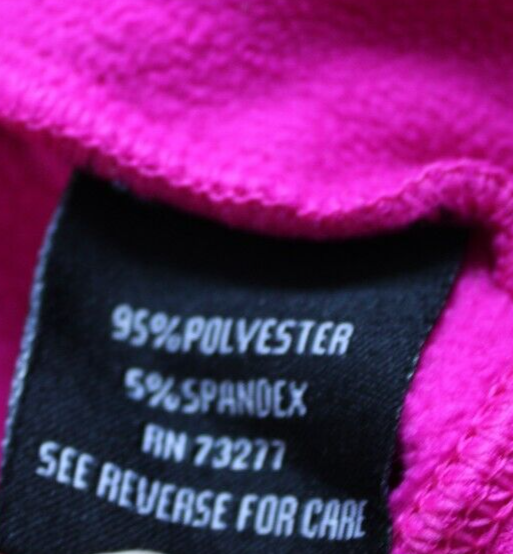 95%POLYESTER
5%SPANDEX
RN 73277
SEE REVERSE FOR CARE